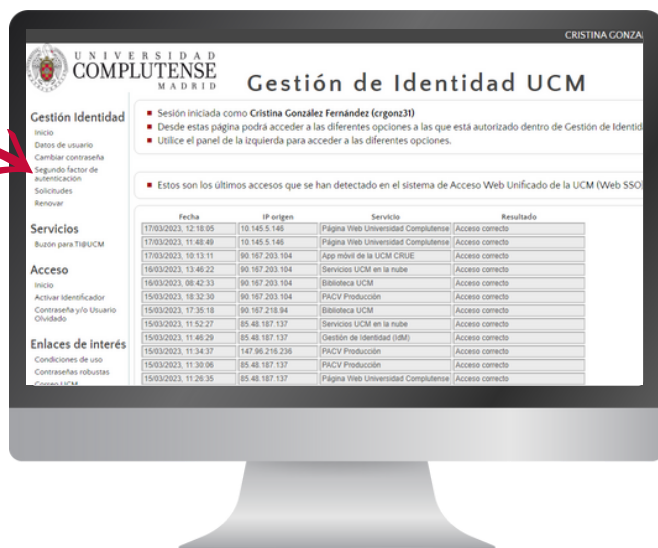 CRISTINA GONZA
UNIVERSIDAD
COMPLUTENSE
MADRID
Gestión de Identidad UCM
Gestión Identidad
Inicio
Datos de usuario
Cambiar contraseña
Segundo factor de
autenticación
Solicitudes
Renovar
Servicios
Buzón para TI@UCM
Acceso
Inicio
Activar Identificador
Contraseña y/o Usuario
Olvidado
Enlaces de interés
Condiciones de uso
Contraseñas robustas
Correo UCM
Sesión iniciada como Cristina González Fernández (crgonz31)
Desde estas página podrá acceder a las diferentes opciones a las que está autorizado dentro de Gestión de Identid
Utilice el panel de la izquierda para acceder a las diferentes opciones.
Estos son los últimos accesos que se han detectado en el sistema de Acceso Web Unificado de la UCM (Web SSO)
Fecha IP origen Servicio Resultado
17/03/2023, 12:18:05 10.145.5.146 Página Web Universidad Complutense Acceso correcto
17/03/2023, 11:48:49 10.145.5.146 Página Web Universidad Complutense Acceso correcto
17/03/2023, 10:13:11 90.167.203.104 App móvil de la UCM CRUE Acceso correcto
16/03/2023, 13:46:22 90.167.203.104 Servicios UCM en la nube Acceso correcto
16/03/2023, 08:42:33 90.167.203.104 Biblioteca UCM Acceso correcto
15/03/2023, 18:32:30 90.167.203.104 PACV Producción Acceso correcto
15/03/2023, 17:35:18 90.167.218.94 Biblioteca UCM Acceso correcto
15/03/2023, 11:52:27 85.48.187.137 Servicios UCM en la nube Acceso correcto
15/03/2023, 11:46:29 85.48.187.137 Gestión de Identidad (IdM) Acceso correcto
15/03/2023, 11:34:37 147.96.216.236 PACV Producción Acceso correcto
15/03/2023, 11:30:06 85.48.187.137 PACV Producción Acceso correcto
15/03/2023, 11:26:35 85.48.187.137 Página Web Universidad Complutense Acceso correcto